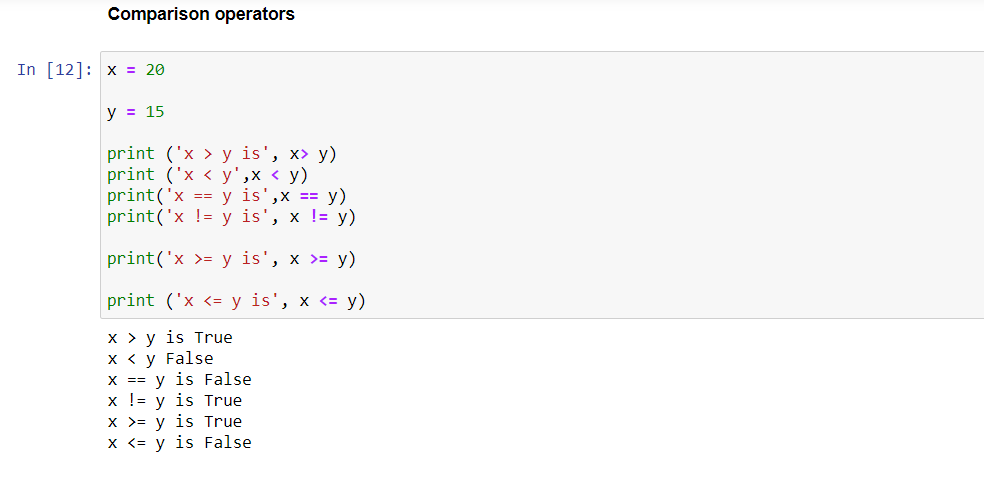 Comparison operators
In [12]: x = 20
y = 15
print ('x > y is', x> y)
print ('x < y',x < y)
print('x == y is',x == y)
print('x != y is', x != y)
print('x >= y is', x >= y)
print ('x <= y is', x <= y)
x > y is True
x < y False
x == y is False
x != y is True
x >= y is True
x <= y is False